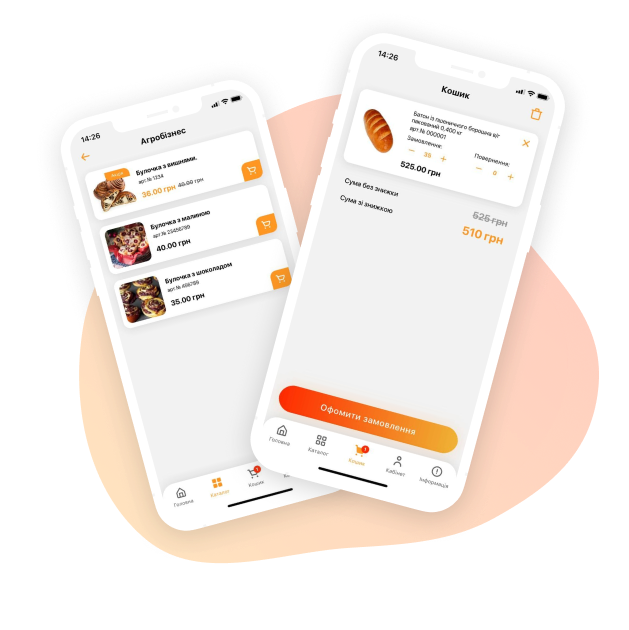 14:26
Агробізнес
Акція
Булочка з вишнями.
арт.№ 1234
36.00 грн 40.00 грн
Булочка з малиною
арт.№ 23456789
40.00 грн
Булочка з шоколадом
арт.№ 456789
35.00 грн
Головна
Каталог
Кошик
1
14:26
Кошик
Батон із пшеничного борошна в/г
пакований 0,400 кг
арт № 000001
Замовлення:
Повернення:
0
525.00 грн
Сума без знижки
525 грн
Сума зі знижкою
510 грн
Офомити замовлення
Головна
Каталог
Кошик
1
Кабінет
Інформація